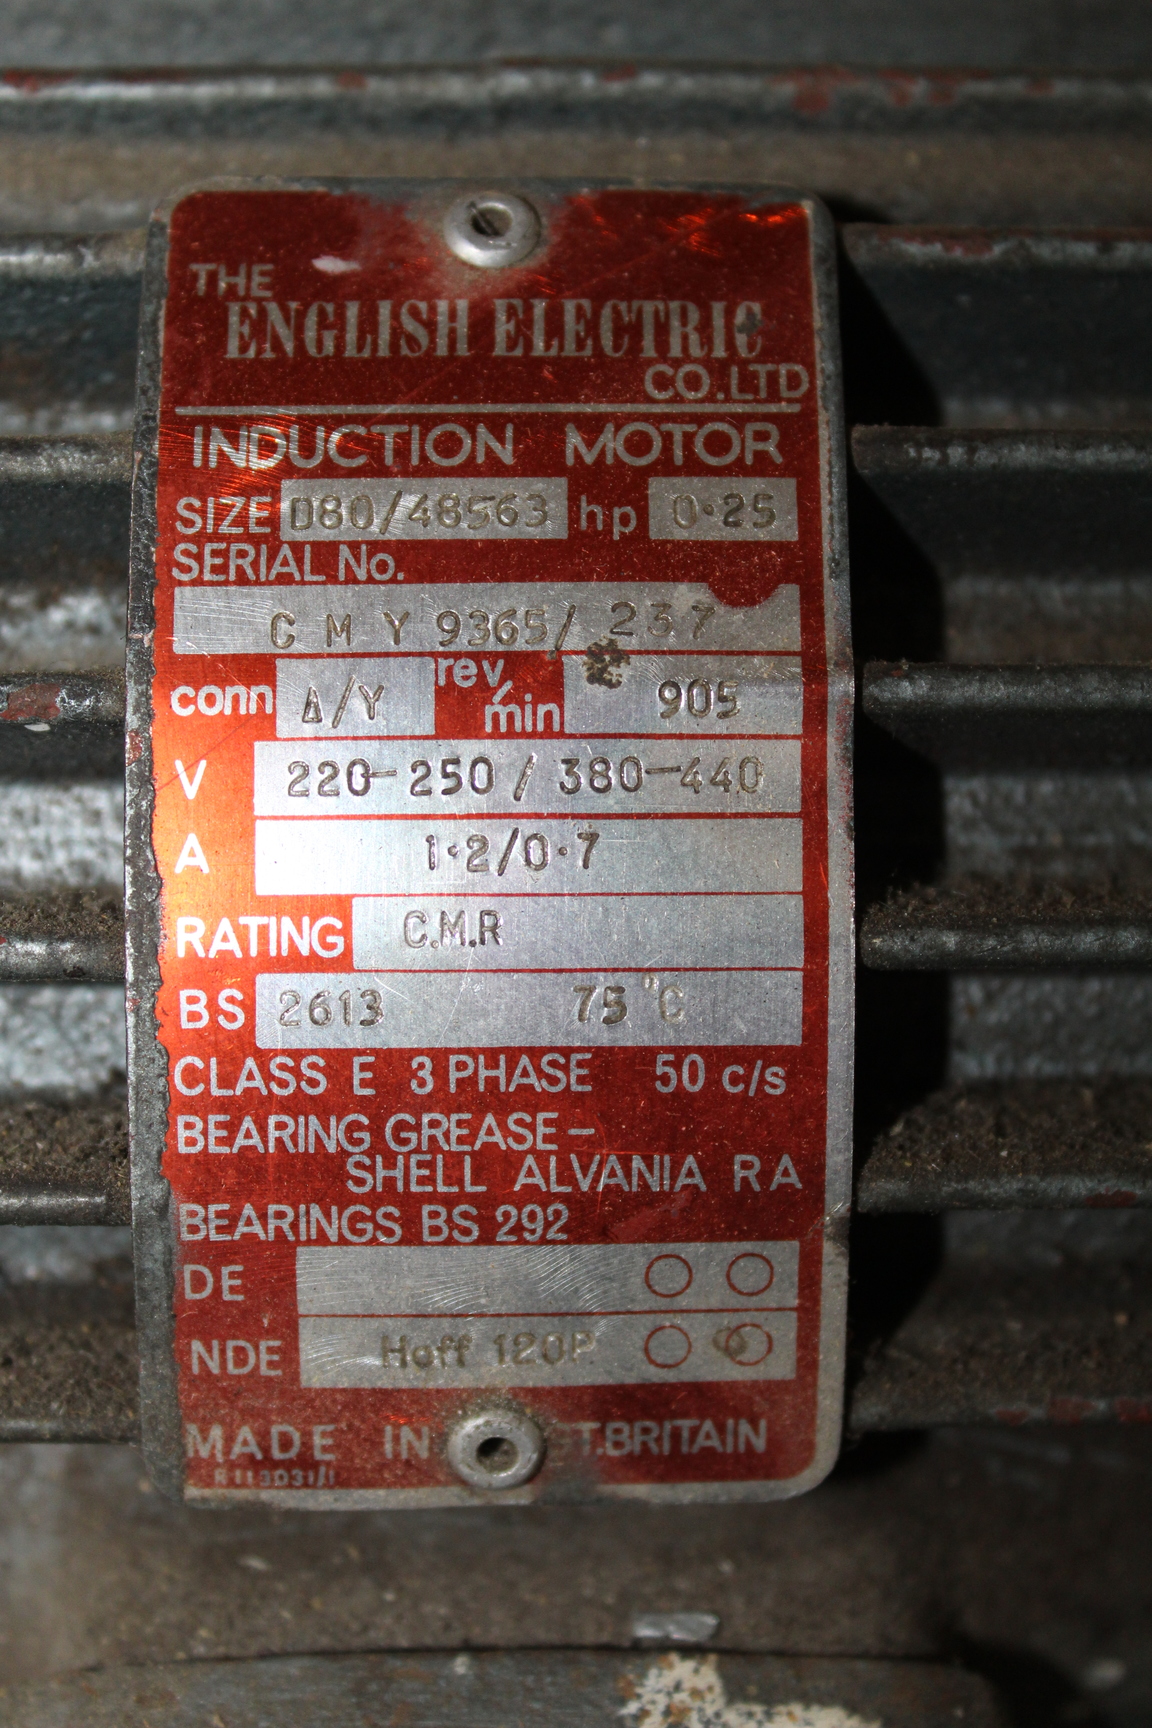 THE
ENGLISH ELECTRIC
CO.LTD
INDUCTION MOTOR
SIZE D80/48563 hp 0·25
SERIAL No.
C M Y 9365/ 237
conn Δ/Y rev/min 905
V 220-250 / 380-440
A 1·2/0·7
RATING C.M.R
BS 2613 75 °C
CLASS E 3 PHASE 50 c/s
BEARING GREASE-
SHELL ALVANIA RA
BEARINGS BS 292
DE
NDE Hoff 120P
MADE IN GT.BRITAIN